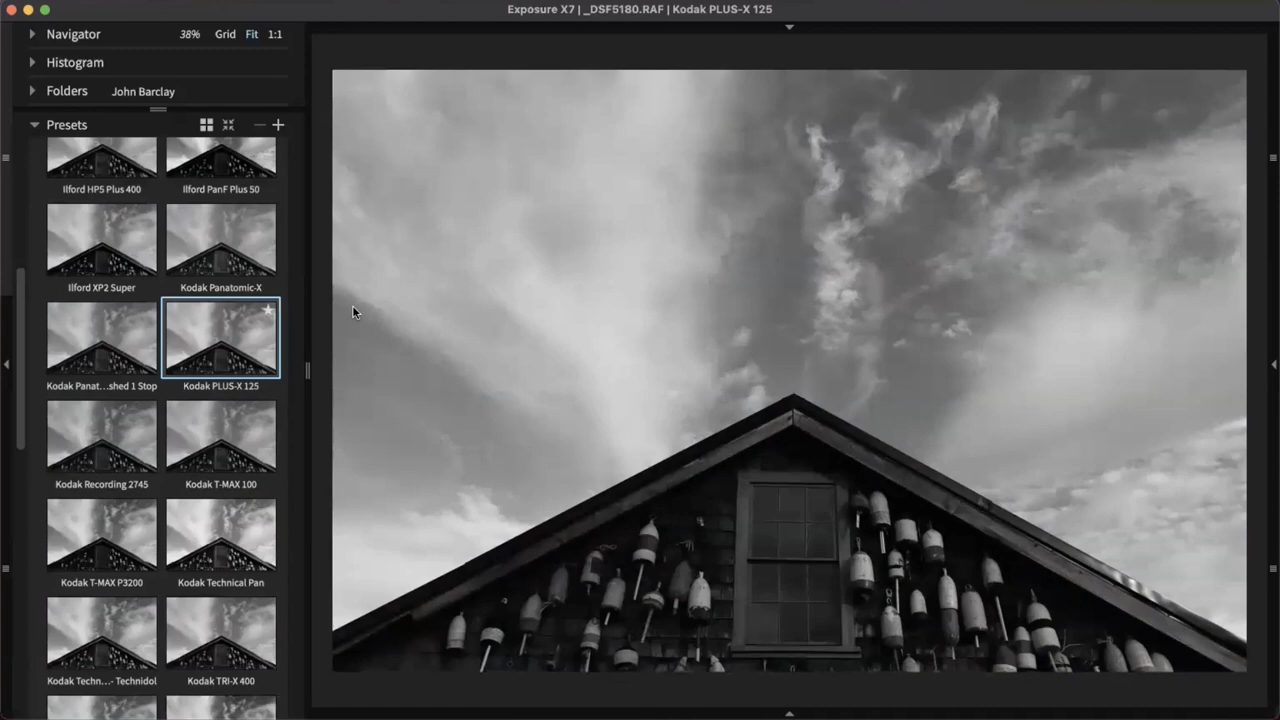 Exposure X7 | _DSF5180.RAF | Kodak PLUS-X 125
Navigator 38% Grid Fit 1:1
Histogram
Folders John Barclay
Presets
Ilford HP5 Plus 400 Ilford PanF Plus 50
Ilford XP2 Super Kodak Panatomic-X
Kodak Panat...shed 1 Stop Kodak PLUS-X 125
Kodak Recording 2745 Kodak T-MAX 100
Kodak T-MAX P3200 Kodak Technical Pan
Kodak Techn...- Technidol Kodak TRI-X 400